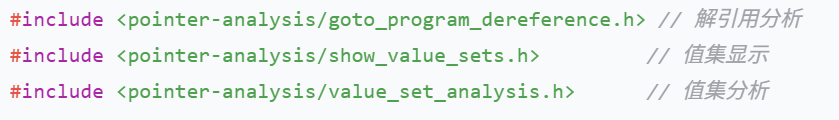 #include <pointer-analysis/goto_program_dereference.h> // 解引用分析
#include <pointer-analysis/show_value_sets.h> // 值集显示
#include <pointer-analysis/value_set_analysis.h> // 值集分析